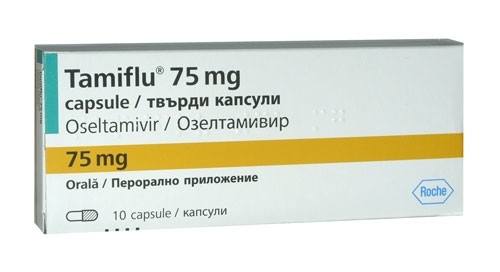 Tamiflu® 75 mg
capsule / твърди капсули
Oseltamivir / Озелтамивир
75 mg
Orală / Перорално приложение
Roche
10 capsule / капсули